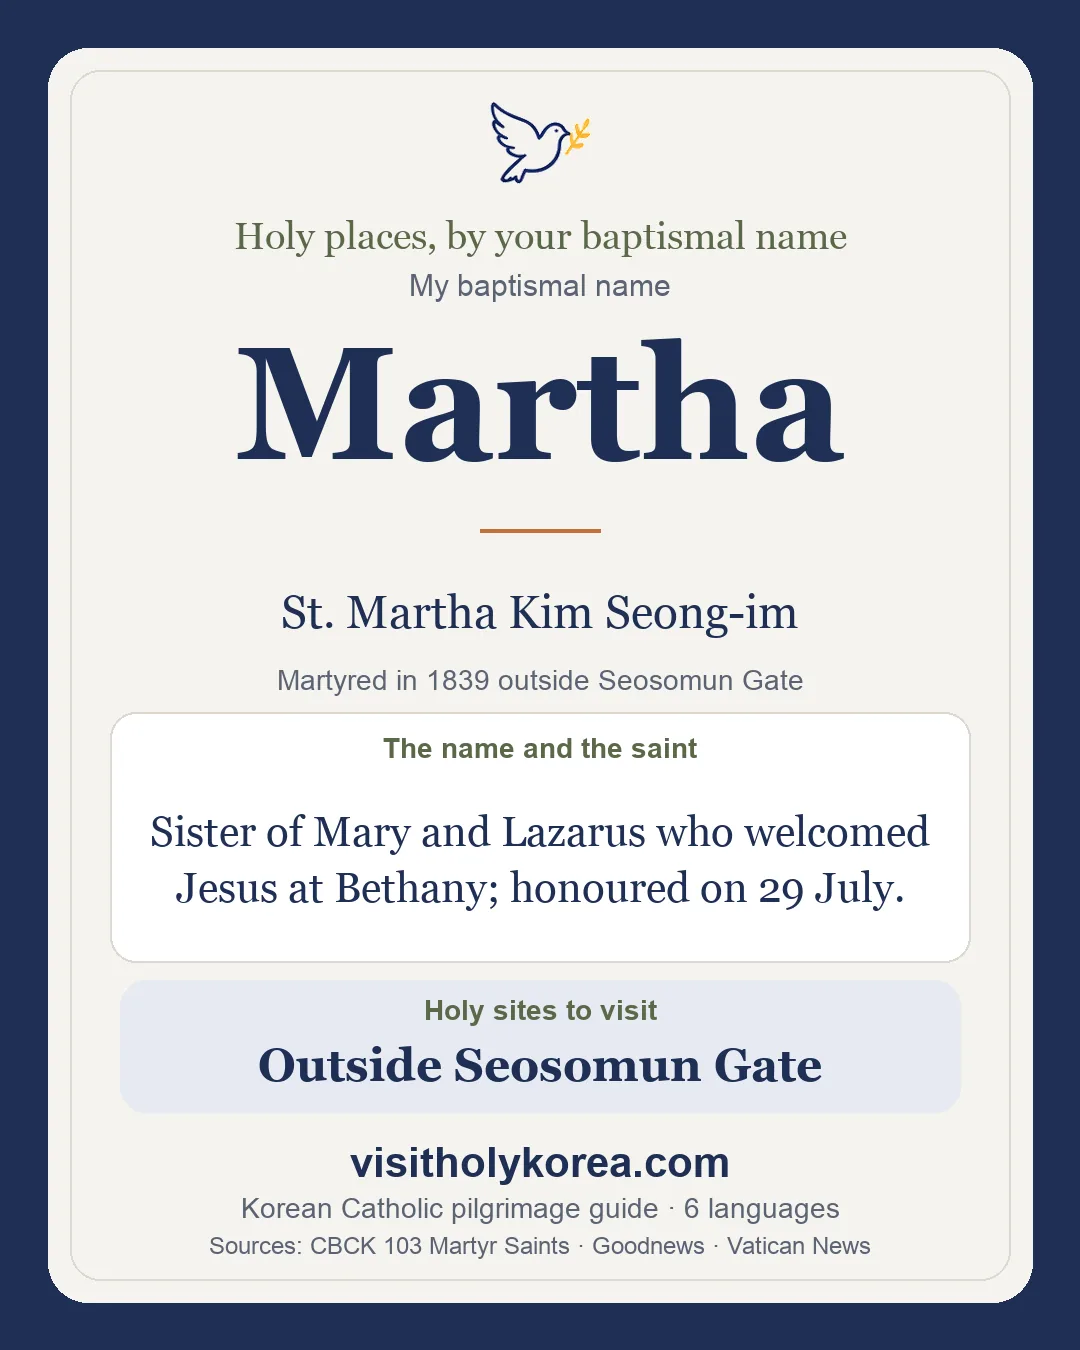 Holy places, by your baptismal name
My baptismal name
Martha
St. Martha Kim Seong-im
Martyred in 1839 outside Seosomun Gate
The name and the saint
Sister of Mary and Lazarus who welcomed
Jesus at Bethany; honoured on 29 July.
Holy sites to visit
Outside Seosomun Gate
visitholykorea.com
Korean Catholic pilgrimage guide · 6 languages
Sources: CBCK 103 Martyr Saints · Goodnews · Vatican News